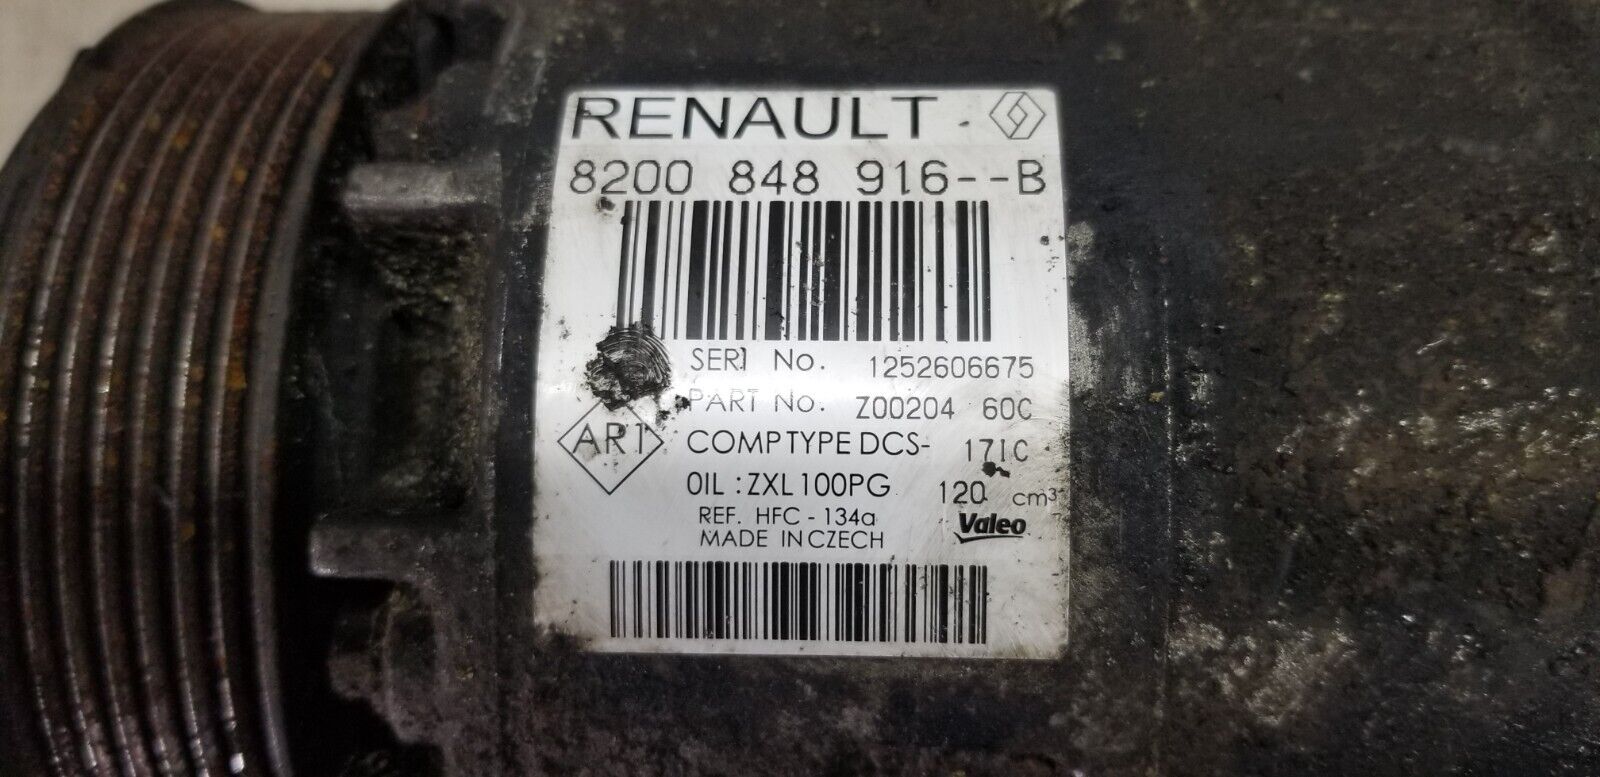 RENAULT
8200 848 916--B
SERI No. 1252606675
PART No. Z00204 60C
AR1
COMP TYPE DCS- 17IC
OIL : ZXL100PG 120 cm³
REF. HFC - 134a
MADE IN CZECH
Valeo